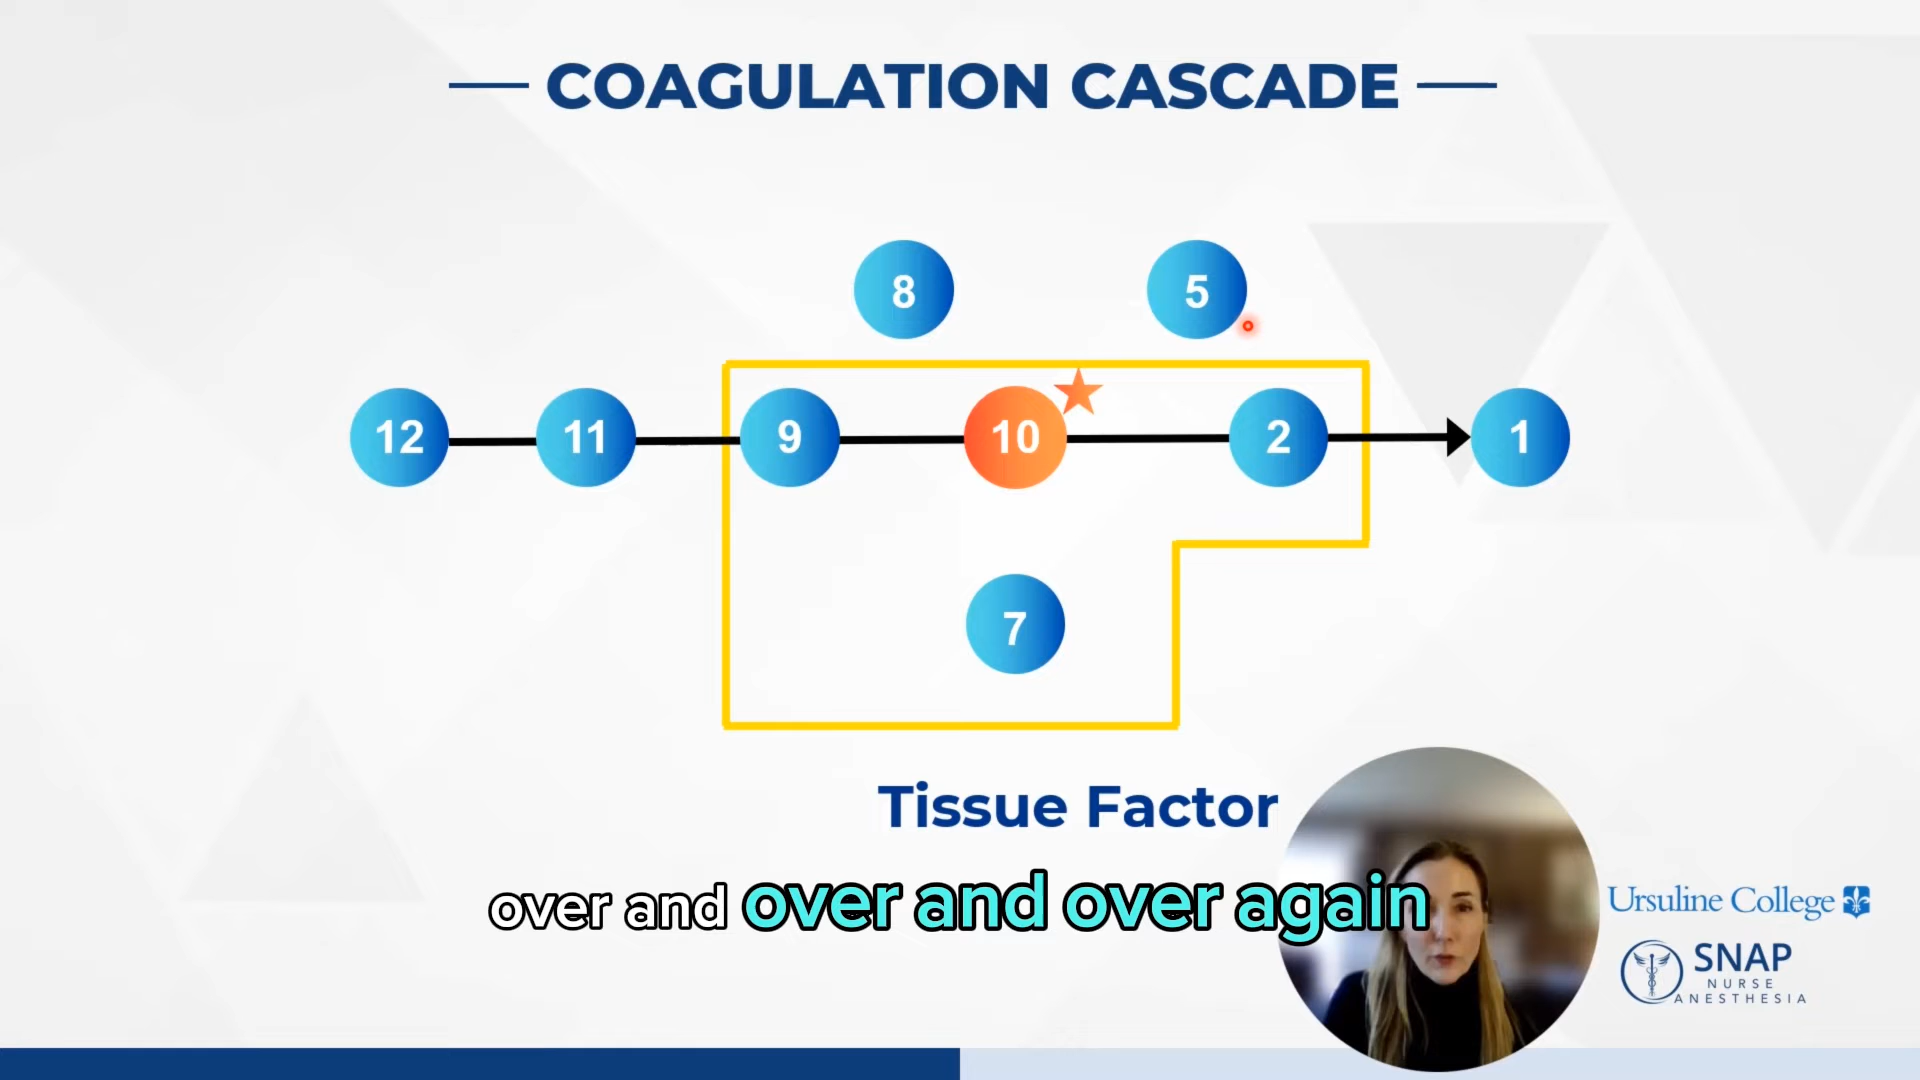 COAGULATION CASCADE
8 5
12 11 9 10 2 1
7
Tissue Factor
over and over and over again
Ursuline College
SNAP
NURSE
ANESTHESIA